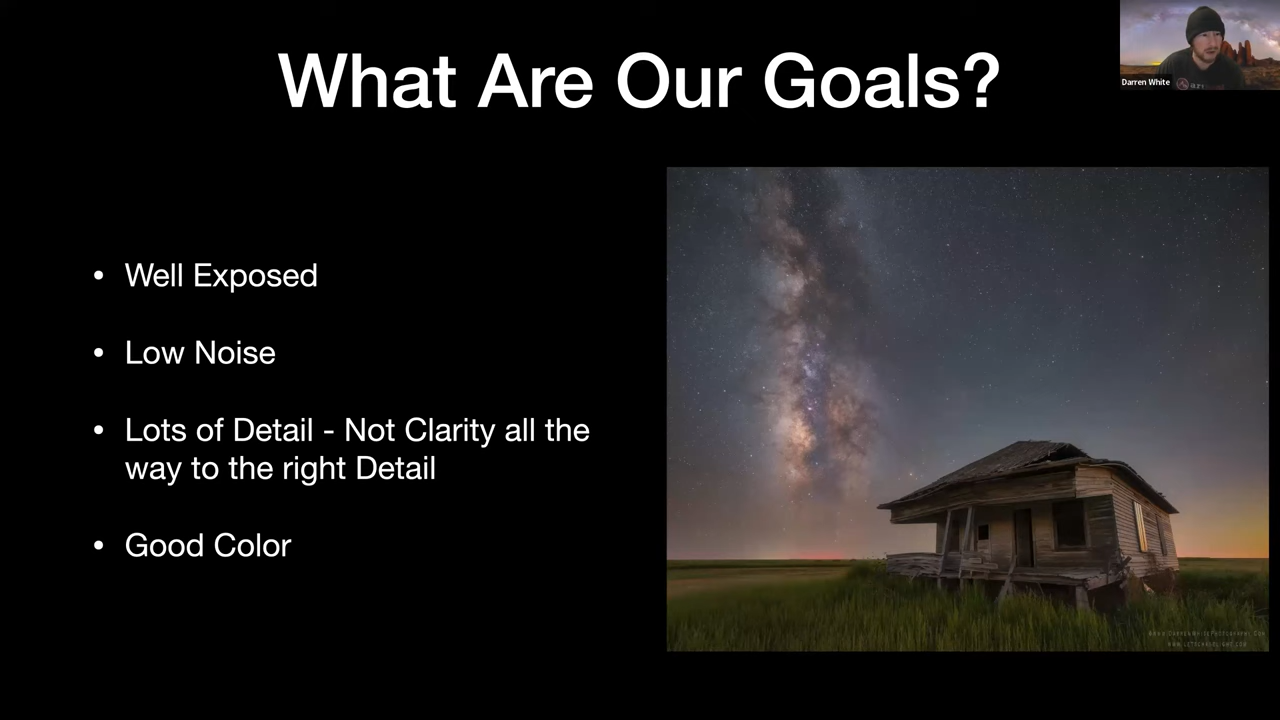 What Are Our Goals?
Darren White
• Well Exposed
• Low Noise
• Lots of Detail - Not Clarity all the
way to the right Detail
• Good Color